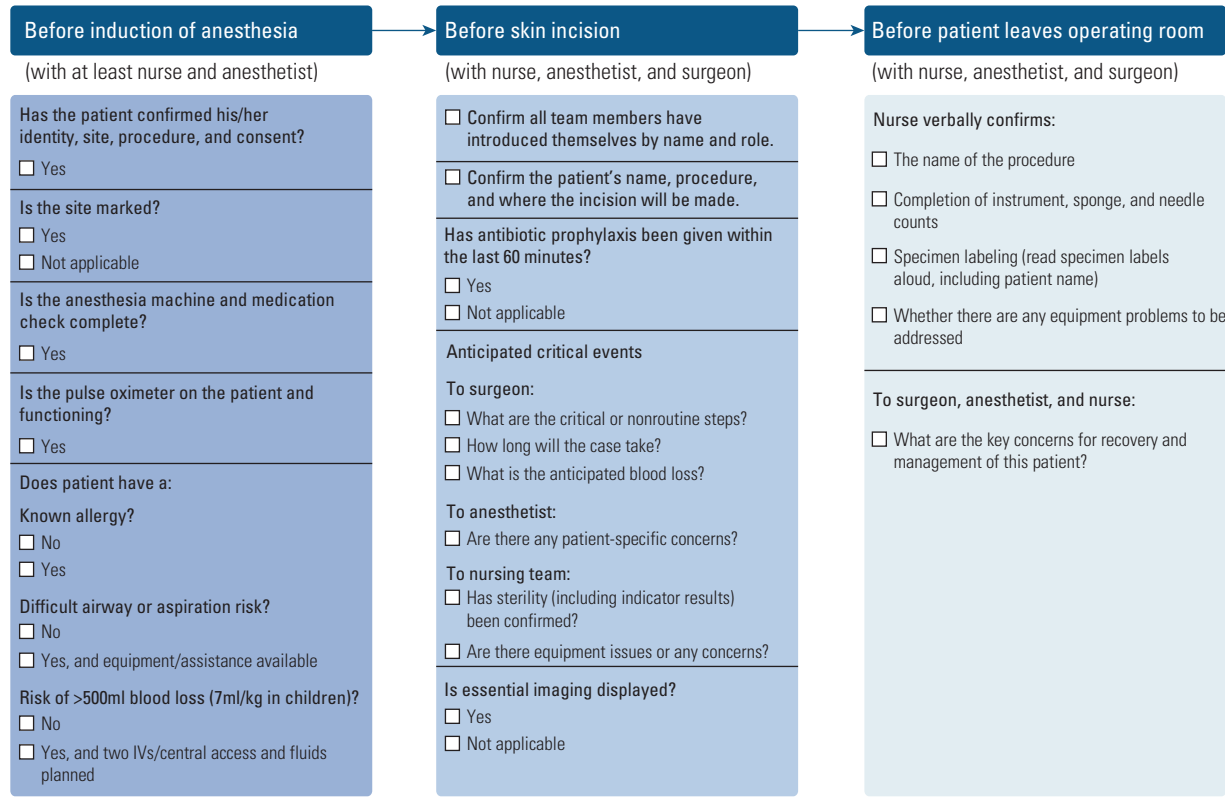 Before induction of anesthesia
(with at least nurse and anesthetist)
Has the patient confirmed his/her
identity, site, procedure, and consent?
Yes
Is the site marked?
Yes
Not applicable
Is the anesthesia machine and medication
check complete?
Yes
Is the pulse oximeter on the patient and
functioning?
Yes
Does patient have a:
Known allergy?
No
Yes
Difficult airway or aspiration risk?
No
Yes, and equipment/assistance available
Risk of >500ml blood loss (7ml/kg in children)?
No
Yes, and two IVs/central access and fluids
planned
Before skin incision
(with nurse, anesthetist, and surgeon)
Confirm all team members have
introduced themselves by name and role.
Confirm the patient's name, procedure,
and where the incision will be made.
Has antibiotic prophylaxis been given within
the last 60 minutes?
Yes
Not applicable
Anticipated critical events
To surgeon:
What are the critical or nonroutine steps?
How long will the case take?
What is the anticipated blood loss?
To anesthetist:
Are there any patient-specific concerns?
To nursing team:
Has sterility (including indicator results)
been confirmed?
Are there equipment issues or any concerns?
Is essential imaging displayed?
Yes
Not applicable
Before patient leaves operating room
(with nurse, anesthetist, and surgeon)
Nurse verbally confirms:
The name of the procedure
Completion of instrument, sponge, and needle
counts
Specimen labeling (read specimen labels
aloud, including patient name)
Whether there are any equipment problems to be
addressed
To surgeon, anesthetist, and nurse:
What are the key concerns for recovery and
management of this patient?